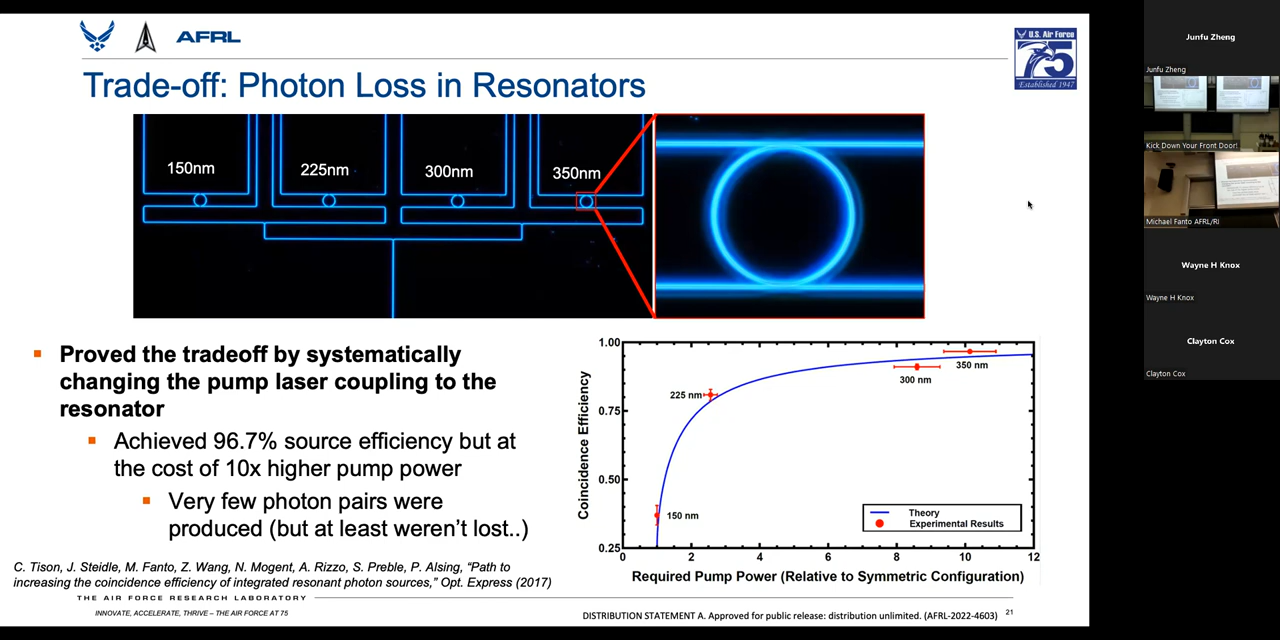 AFRL
U.S. Air Force
75
Established 1947
Trade-off: Photon Loss in Resonators
150nm
225nm
300nm
350nm
Proved the tradeoff by systematically
changing the pump laser coupling to the
resonator
Achieved 96.7% source efficiency but at
the cost of 10x higher pump power
Very few photon pairs were
produced (but at least weren't lost..)
C. Tison, J. Steidle, M. Fanto, Z. Wang, N. Mogent, A. Rizzo, S. Preble, P. Alsing, "Path to
increasing the coincidence efficiency of integrated resonant photon sources," Opt. Express (2017)
Coincidence Efficiency
1.00
0.75
0.50
0.25
150 nm
225 nm
300 nm
350 nm
Theory
Experimental Results
0 2 4 6 8 10 12
Required Pump Power (Relative to Symmetric Configuration)
THE AIR FORCE RESEARCH LABORATORY
INNOVATE, ACCELERATE, THRIVE – THE AIR FORCE AT 75
DISTRIBUTION STATEMENT A. Approved for public release: distribution unlimited. (AFRL-2022-4603)
21
Junfu Zheng
Junfu Zheng
Kick Down Your Front Door!
Michael Fanto AFRL/RI
Wayne H Knox
Wayne H Knox
Clayton Cox
Clayton Cox